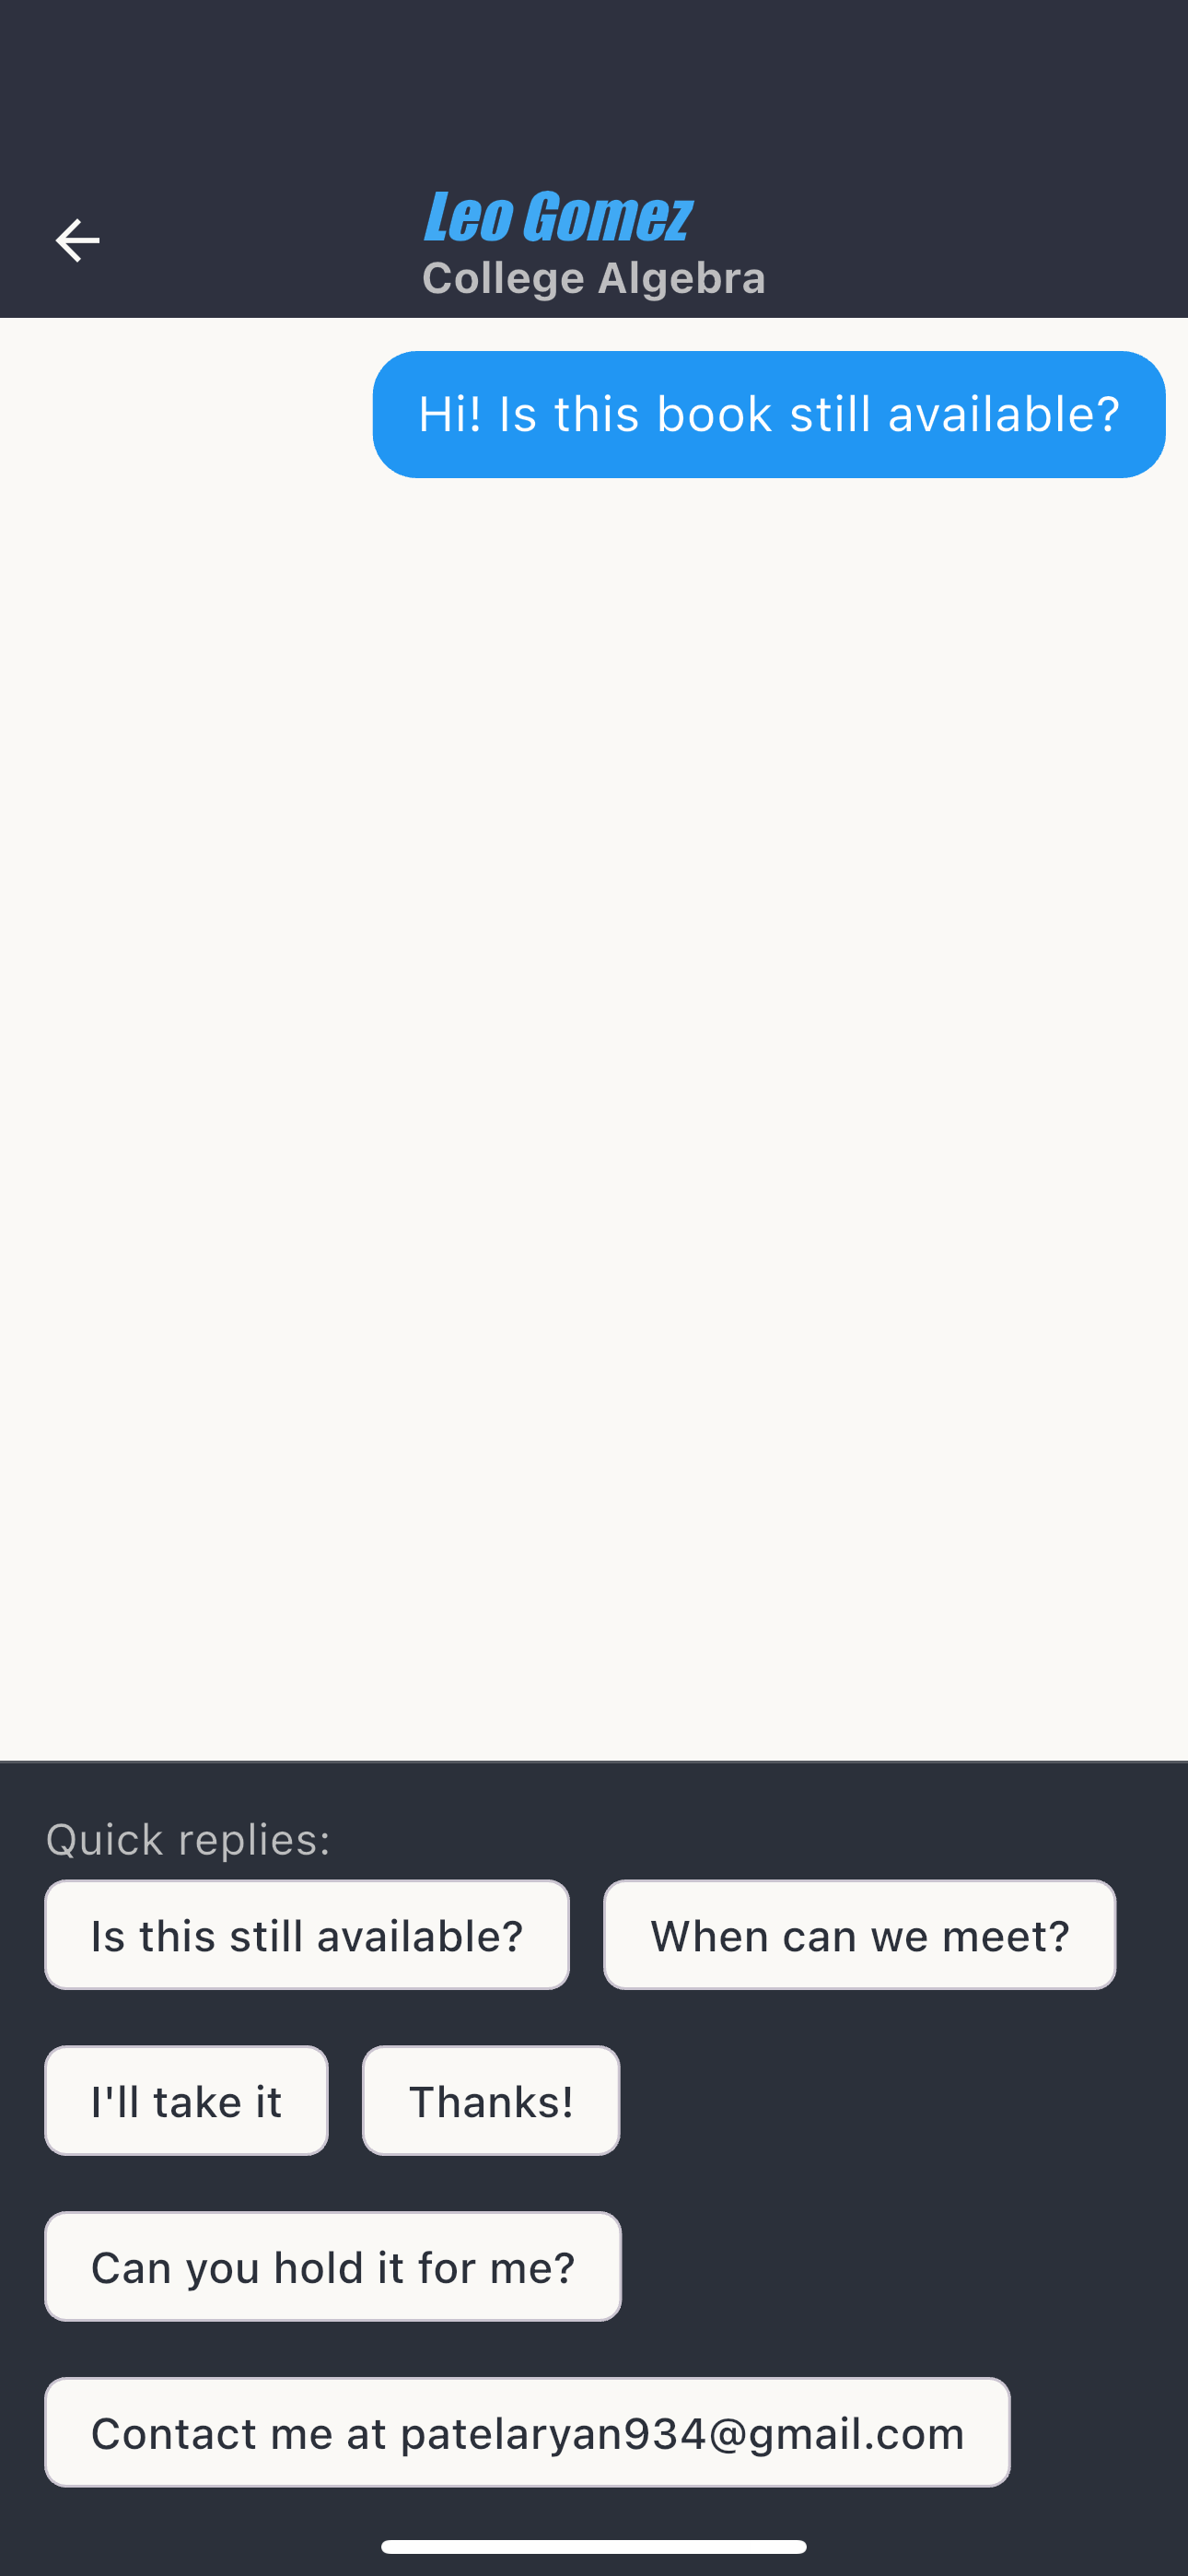 Leo Gomez
College Algebra
Hi! Is this book still available?
Quick replies:
Is this still available?
When can we meet?
I'll take it
Thanks!
Can you hold it for me?
Contact me at patelaryan934@gmail.com